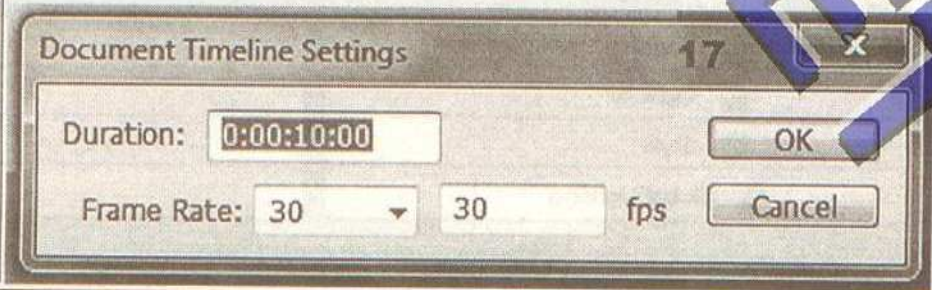 Document Timeline Settings 17 X
Duration: 0:00:10:00 OK
Frame Rate: 30 30 fps Cancel